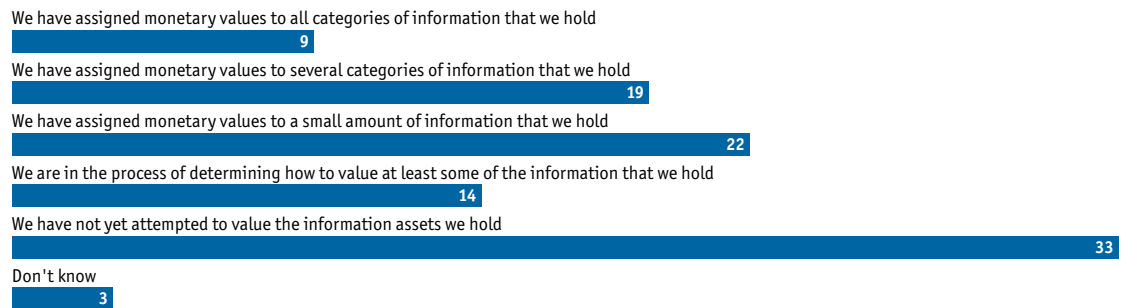 We have assigned monetary values to all categories of information that we hold
9
We have assigned monetary values to several categories of information that we hold
19
We have assigned monetary values to a small amount of information that we hold
22
We are in the process of determining how to value at least some of the information that we hold
14
We have not yet attempted to value the information assets we hold
33
Don't know
3